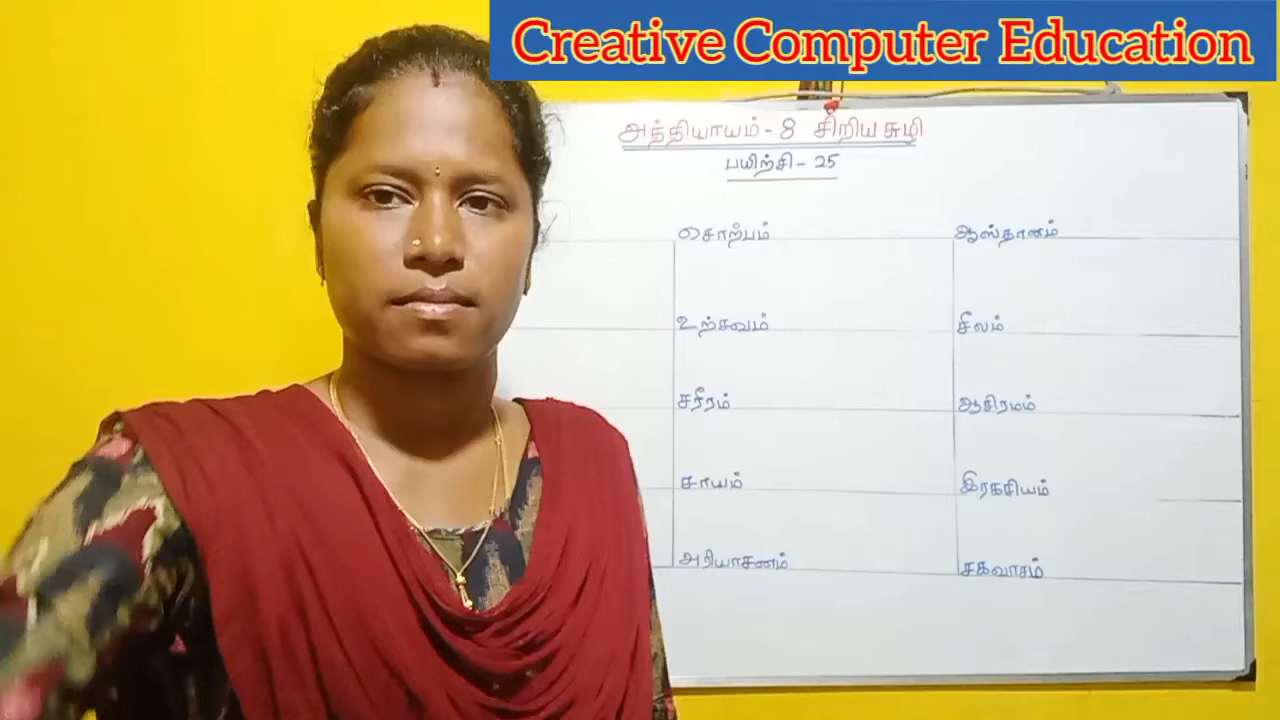 Creative Computer Education
அத்தியாயம் - 8 சிறிய சுழி
பயிற்சி - 25
சொற்பம் ஆஸ்தானம்
உற்சவம் சீலம்
சரீரம் ஆசிரமம்
சாயம் இரகசியம்
அரியாசனம் சகவாசம்